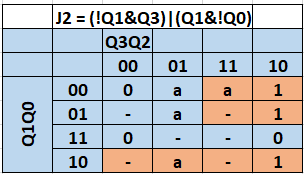 J2 = (!Q1&Q3)|(Q1&!Q0)
Q3Q2
00 01 11 10
Q1Q0
00 0 a a 1
01 - a - 1
11 0 - - 0
10 - a - 1